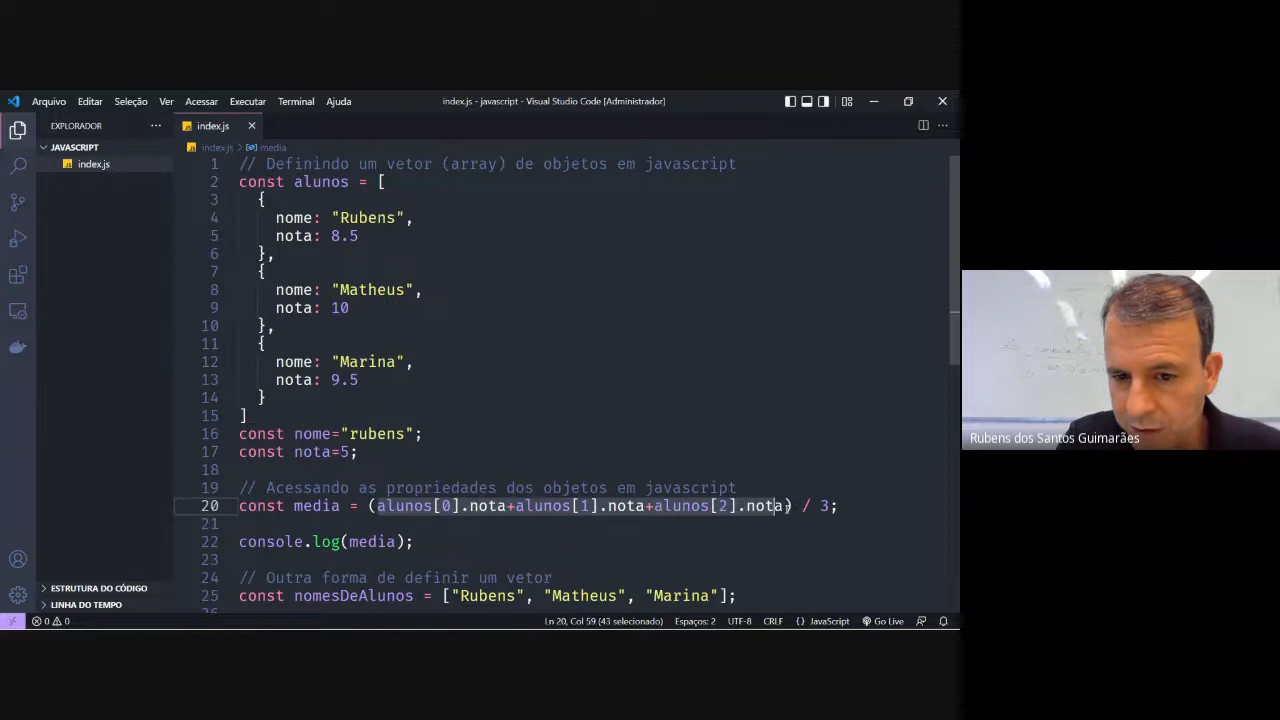 Arquivo Editar Seleção Ver Acessar Executar Terminal Ajuda index.js - javascript - Visual Studio Code [Administrador]
EXPLORADOR ···
index.js
JAVASCRIPT
index.js
index.js > media
1 // Definindo um vetor (array) de objetos em javascript
2 const alunos = [
3 {
4 nome: "Rubens",
5 nota: 8.5
6 },
7 {
8 nome: "Matheus",
9 nota: 10
10 },
11 {
12 nome: "Marina",
13 nota: 9.5
14 }
15 ]
16 const nome="rubens";
17 const nota=5;
18
19 // Acessando as propriedades dos objetos em javascript
20 const media = (alunos[0].nota+alunos[1].nota+alunos[2].nota) / 3;
21
22 console.log(media);
23
24 // Outra forma de definir um vetor
25 const nomesDeAlunos = ["Rubens", "Matheus", "Marina"];
26
ESTRUTURA DO CÓDIGO
LINHA DO TEMPO
0 0 Ln 20, Col 59 (43 selecionado) Espaços: 2 UTF-8 CRLF {} JavaScript Go Live
Rubens dos Santos Guimarães